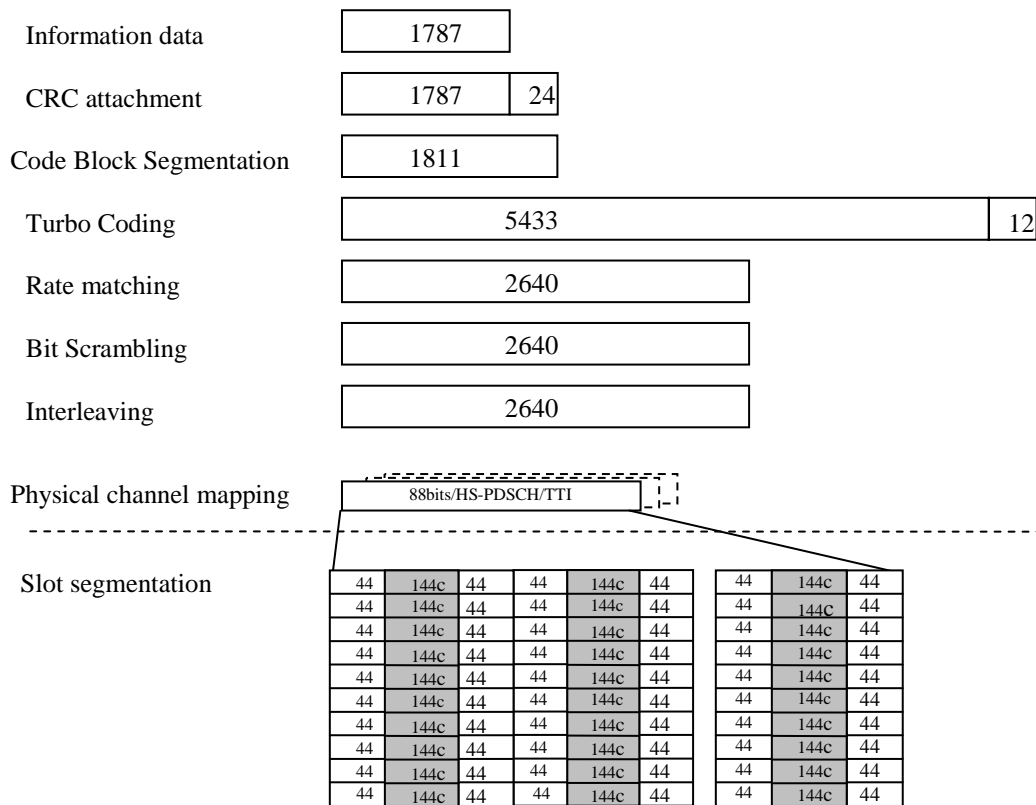 Information data 1787
CRC attachment 1787 24
Code Block Segmentation 1811
Turbo Coding 5433 12
Rate matching 2640
Bit Scrambling 2640
Interleaving 2640
Physical channel mapping 88bits/HS-PDSCH/TTI
Slot segmentation
44 144c 44 44 144c 44 44 144c 44
44 144c 44 44 144c 44 44 144c 44
44 144c 44 44 144c 44 44 144c 44
44 144c 44 44 144c 44 44 144c 44
44 144c 44 44 144c 44 44 144c 44
44 144c 44 44 144c 44 44 144c 44
44 144c 44 44 144c 44 44 144c 44
44 144c 44 44 144c 44 44 144c 44
44 144c 44 44 144c 44 44 144c 44
44 144c 44 44 144c 44 44 144c 44